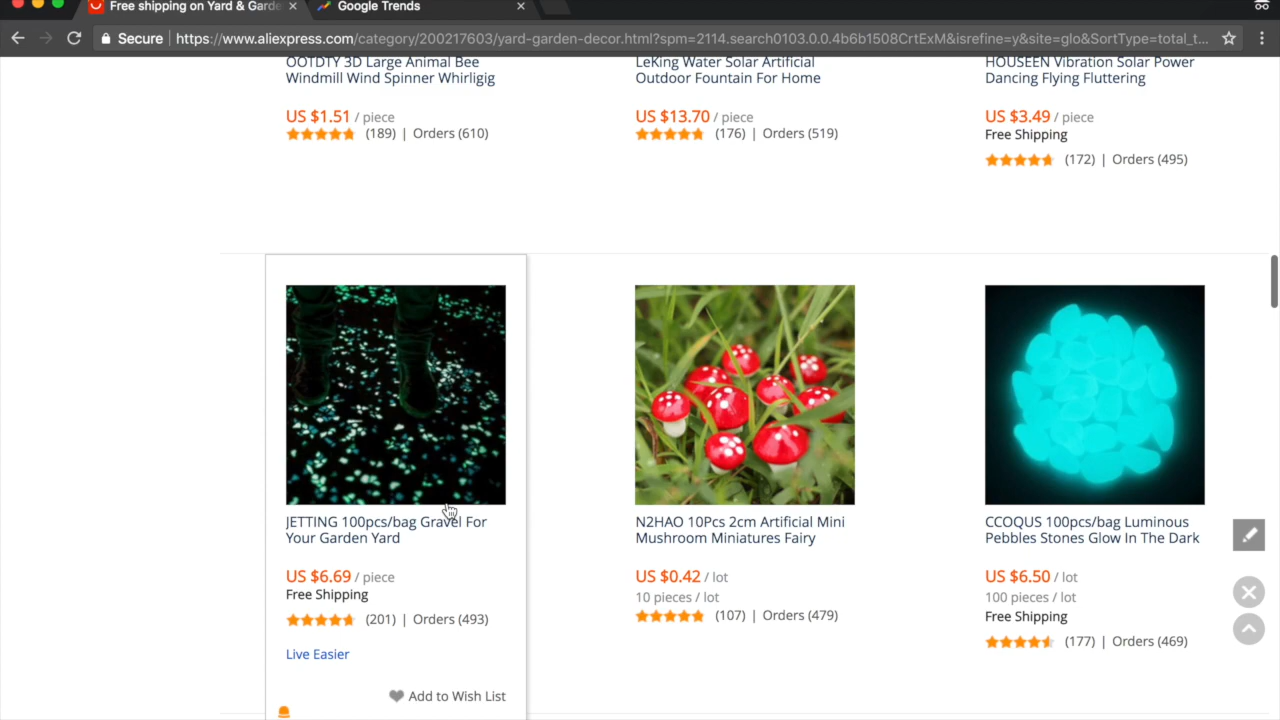 Free shipping on Yard & Garde
Google Trends
Secure
https://www.aliexpress.com/category/200217603/yard-garden-decor.html?spm=2114.search0103.0.0.4b6b1508CrtExM&isrefine=y&site=glo&SortType=total_t...
OOTDTY 3D Large Animal Bee
Windmill Wind Spinner Whirligig
US $1.51 / piece
(189) | Orders (610)
LeKing Water Solar Artificial
Outdoor Fountain For Home
US $13.70 / piece
(176) | Orders (519)
HOUSEEN Vibration Solar Power
Dancing Flying Fluttering
US $3.49 / piece
Free Shipping
(172) | Orders (495)
JETTING 100pcs/bag Gravel For
Your Garden Yard
US $6.69 / piece
Free Shipping
(201) | Orders (493)
Live Easier
Add to Wish List
N2HAO 10Pcs 2cm Artificial Mini
Mushroom Miniatures Fairy
US $0.42 / lot
10 pieces / lot
(107) | Orders (479)
CCOQUS 100pcs/bag Luminous
Pebbles Stones Glow In The Dark
US $6.50 / lot
100 pieces / lot
Free Shipping
(177) | Orders (469)